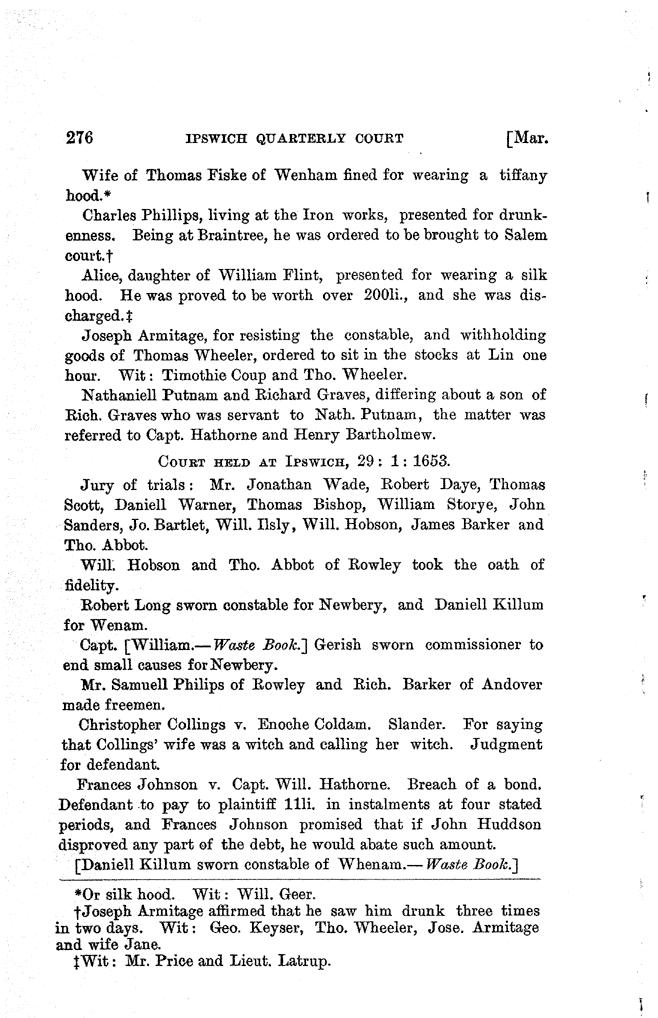 276 IPSWICH QUARTERLY COURT [Mar.
Wife of Thomas Fiske of Wenham fined for wearing a tiffany
hood.*
Charles Phillips, living at the Iron works, presented for drunk-
enness. Being at Braintree, he was ordered to be brought to Salem
court.†
Alice, daughter of William Flint, presented for wearing a silk
hood. He was proved to be worth over 200li., and she was dis-
charged.‡
Joseph Armitage, for resisting the constable, and withholding
goods of Thomas Wheeler, ordered to sit in the stocks at Lin one
hour. Wit: Timothie Coup and Tho. Wheeler.
Nathaniell Putnam and Richard Graves, differing about a son of
Rich. Graves who was servant to Nath. Putnam, the matter was
referred to Capt. Hathorne and Henry Bartholmew.
COURT HELD AT IPSWICH, 29: 1: 1653.
Jury of trials: Mr. Jonathan Wade, Robert Daye, Thomas
Scott, Daniell Warner, Thomas Bishop, William Storye, John
Sanders, Jo. Bartlet, Will. Ilsly, Will. Hobson, James Barker and
Tho. Abbot.
Will. Hobson and Tho. Abbot of Rowley took the oath of
fidelity.
Robert Long sworn constable for Newbery, and Daniell Killum
for Wenam.
Capt. [William.—Waste Book.] Gerish sworn commissioner to
end small causes for Newbery.
Mr. Samuell Philips of Rowley and Rich. Barker of Andover
made freemen.
Christopher Collings v. Enoche Coldam. Slander. For saying
that Collings' wife was a witch and calling her witch. Judgment
for defendant.
Frances Johnson v. Capt. Will. Hathorne. Breach of a bond.
Defendant to pay to plaintiff 11li. in instalments at four stated
periods, and Frances Johnson promised that if John Huddson
disproved any part of the debt, he would abate such amount.
[Daniell Killum sworn constable of Whenam.—Waste Book.]
*Or silk hood. Wit: Will. Geer.
†Joseph Armitage affirmed that he saw him drunk three times
in two days. Wit: Geo. Keyser, Tho. Wheeler, Jose. Armitage
and wife Jane.
‡Wit: Mr. Price and Lieut. Latrup.